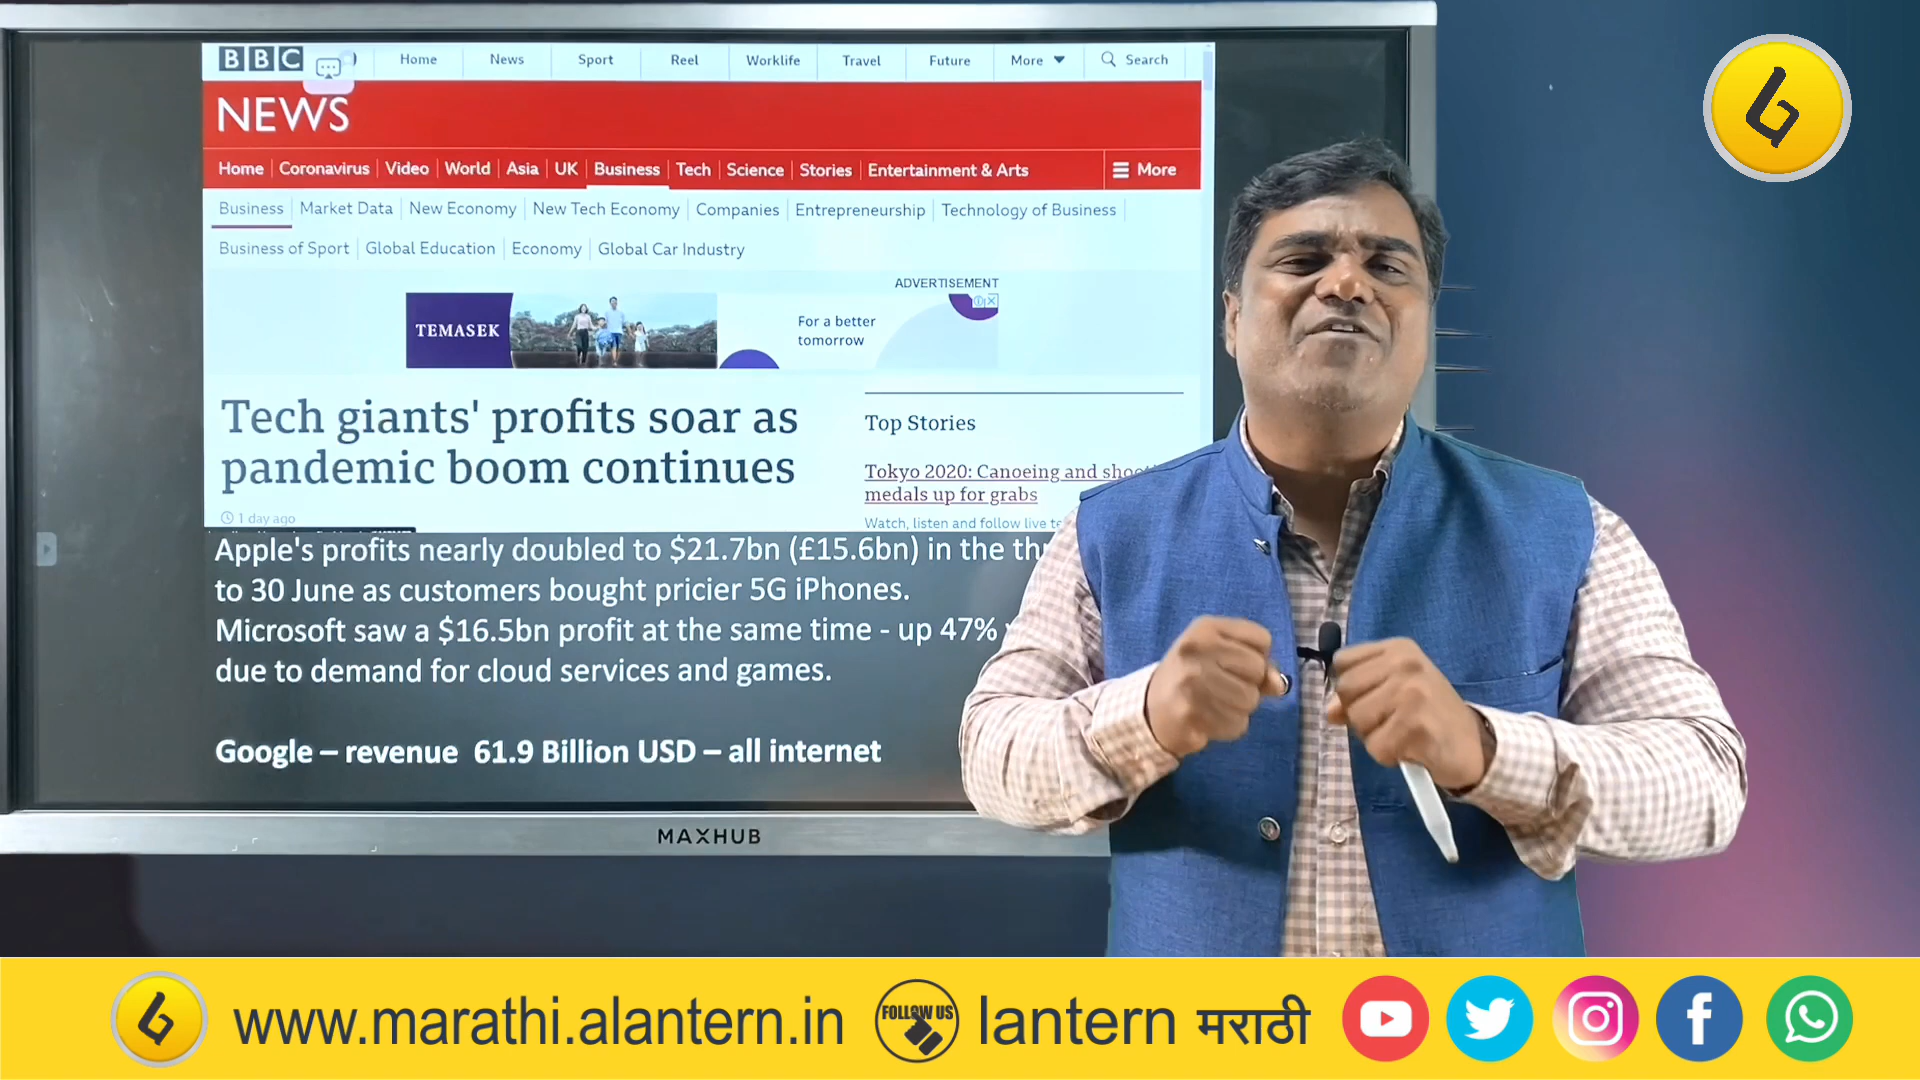 BBC
Home
News
Sport
Reel
Worklife
Travel
Future
More
Search
NEWS
Home
Coronavirus
Video
World
Asia
UK
Business
Tech
Science
Stories
Entertainment & Arts
More
Business
Market Data
New Economy
New Tech Economy
Companies
Entrepreneurship
Technology of Business
Business of Sport
Global Education
Economy
Global Car Industry
ADVERTISEMENT
TEMASEK
For a better
tomorrow
Tech giants' profits soar as
pandemic boom continues
1 day ago
Top Stories
Tokyo 2020: Canoeing and
medals up for grabs
Watch, listen and follow live
Apple's profits nearly doubled to $21.7bn (£15.6bn) in the
to 30 June as customers bought pricier 5G iPhones.
Microsoft saw a $16.5bn profit at the same time - up 47%
due to demand for cloud services and games.
Google – revenue 61.9 Billion USD – all internet
MAXHUB
www.marathi.alantern.in
FOLLOW US
lantern मराठी